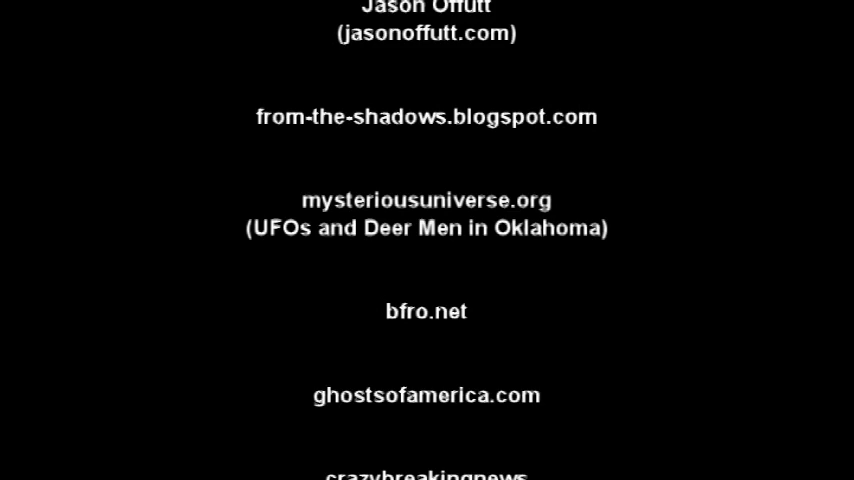 Jason Offutt
(jasonoffutt.com)
from-the-shadows.blogspot.com
mysteriousuniverse.org
(UFOs and Deer Men in Oklahoma)
bfro.net
ghostsofamerica.com
crazybreakingnews